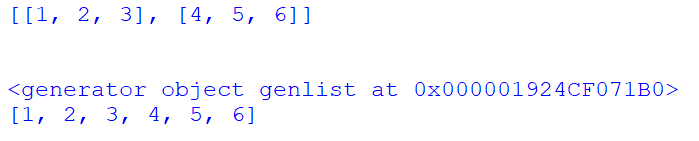 [[1, 2, 3], [4, 5, 6]]
<generator object genlist at 0x000001924CF071B0>
[1, 2, 3, 4, 5, 6]